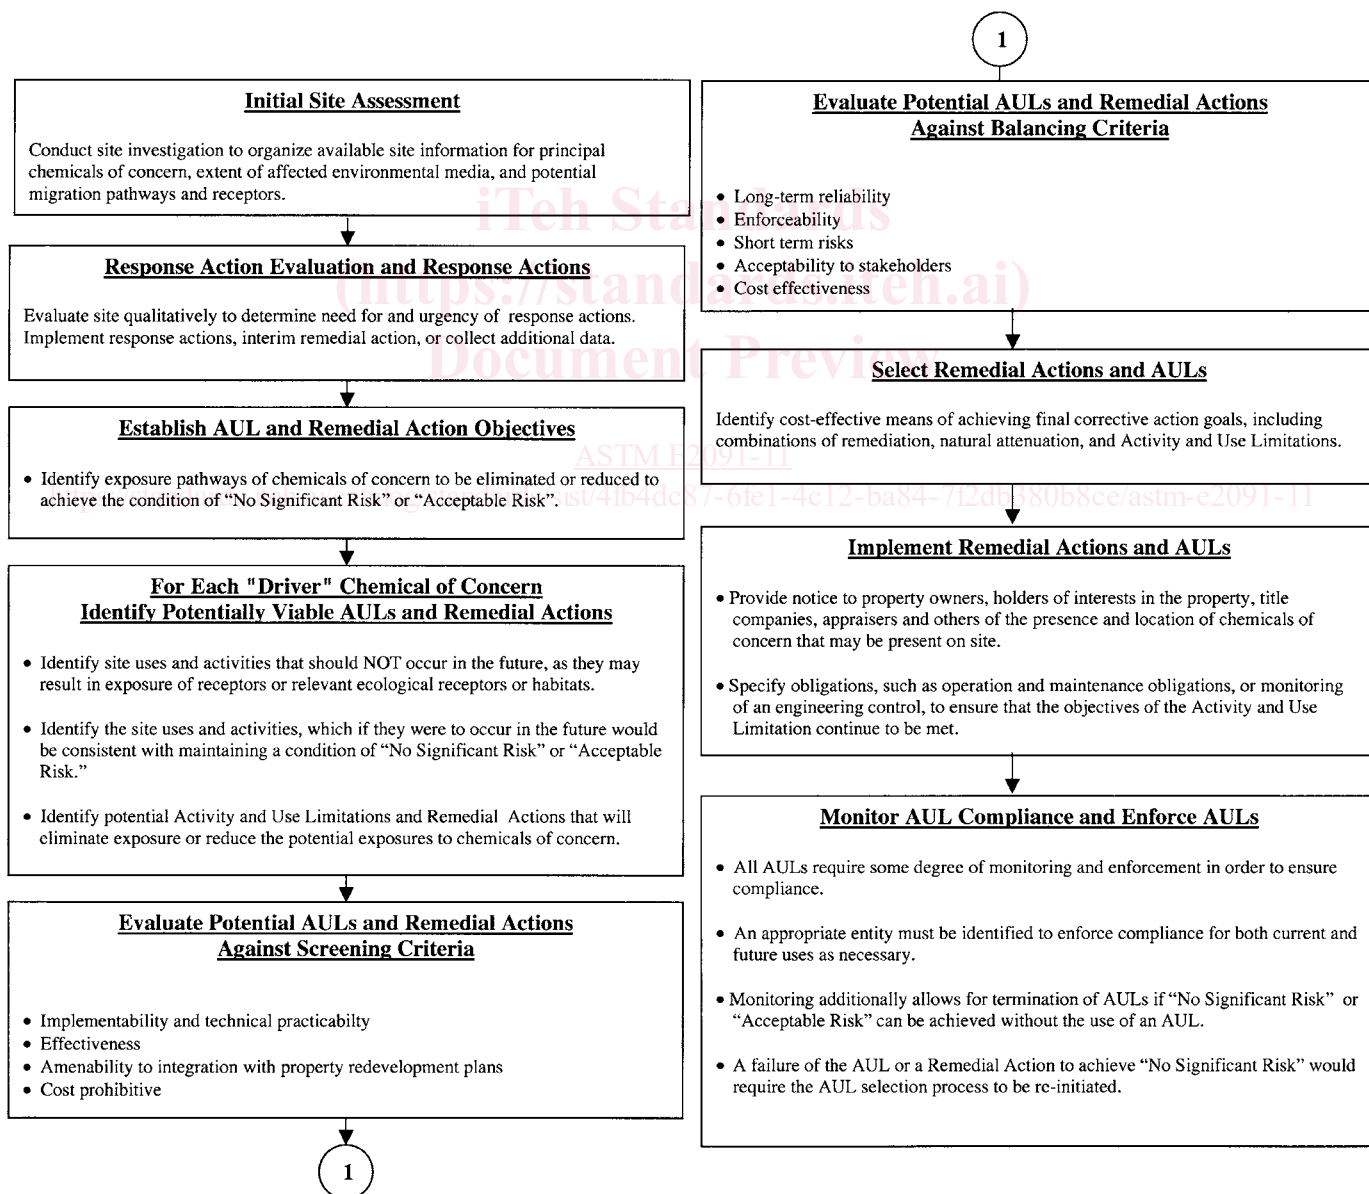 Initial Site Assessment
Conduct site investigation to organize available site information for principal
chemicals of concern, extent of affected environmental media, and potential
migration pathways and receptors.
Response Action Evaluation and Response Actions
Evaluate site qualitatively to determine need for and urgency of response actions.
Implement response actions, interim remedial action, or collect additional data.
Establish AUL and Remedial Action Objectives
• Identify exposure pathways of chemicals of concern to be eliminated or reduced to
achieve the condition of “No Significant Risk” or “Acceptable Risk”.
For Each "Driver" Chemical of Concern
Identify Potentially Viable AULs and Remedial Actions
• Identify site uses and activities that should NOT occur in the future, as they may
result in exposure of receptors or relevant ecological receptors or habitats.
• Identify the site uses and activities, which if they were to occur in the future would
be consistent with maintaining a condition of “No Significant Risk” or “Acceptable
Risk.”
• Identify potential Activity and Use Limitations and Remedial Actions that will
eliminate exposure or reduce the potential exposures to chemicals of concern.
Evaluate Potential AULs and Remedial Actions
Against Screening Criteria
• Implementability and technical practicabilty
• Effectiveness
• Amenability to integration with property redevelopment plans
• Cost prohibitive
1
1
Evaluate Potential AULs and Remedial Actions
Against Balancing Criteria
• Long-term reliability
• Enforceability
• Short term risks
• Acceptability to stakeholders
• Cost effectiveness
Select Remedial Actions and AULs
Identify cost-effective means of achieving final corrective action goals, including
combinations of remediation, natural attenuation, and Activity and Use Limitations.
Implement Remedial Actions and AULs
• Provide notice to property owners, holders of interests in the property, title
companies, appraisers and others of the presence and location of chemicals of
concern that may be present on site.
• Specify obligations, such as operation and maintenance obligations, or monitoring
of an engineering control, to ensure that the objectives of the Activity and Use
Limitation continue to be met.
Monitor AUL Compliance and Enforce AULs
• All AULs require some degree of monitoring and enforcement in order to ensure
compliance.
• An appropriate entity must be identified to enforce compliance for both current and
future uses as necessary.
• Monitoring additionally allows for termination of AULs if “No Significant Risk” or
“Acceptable Risk” can be achieved without the use of an AUL.
• A failure of the AUL or a Remedial Action to achieve “No Significant Risk” would
require the AUL selection process to be re-initiated.
iTeh Standards
(https://standards.iteh.ai)
Document Preview
ASTM E2091-11